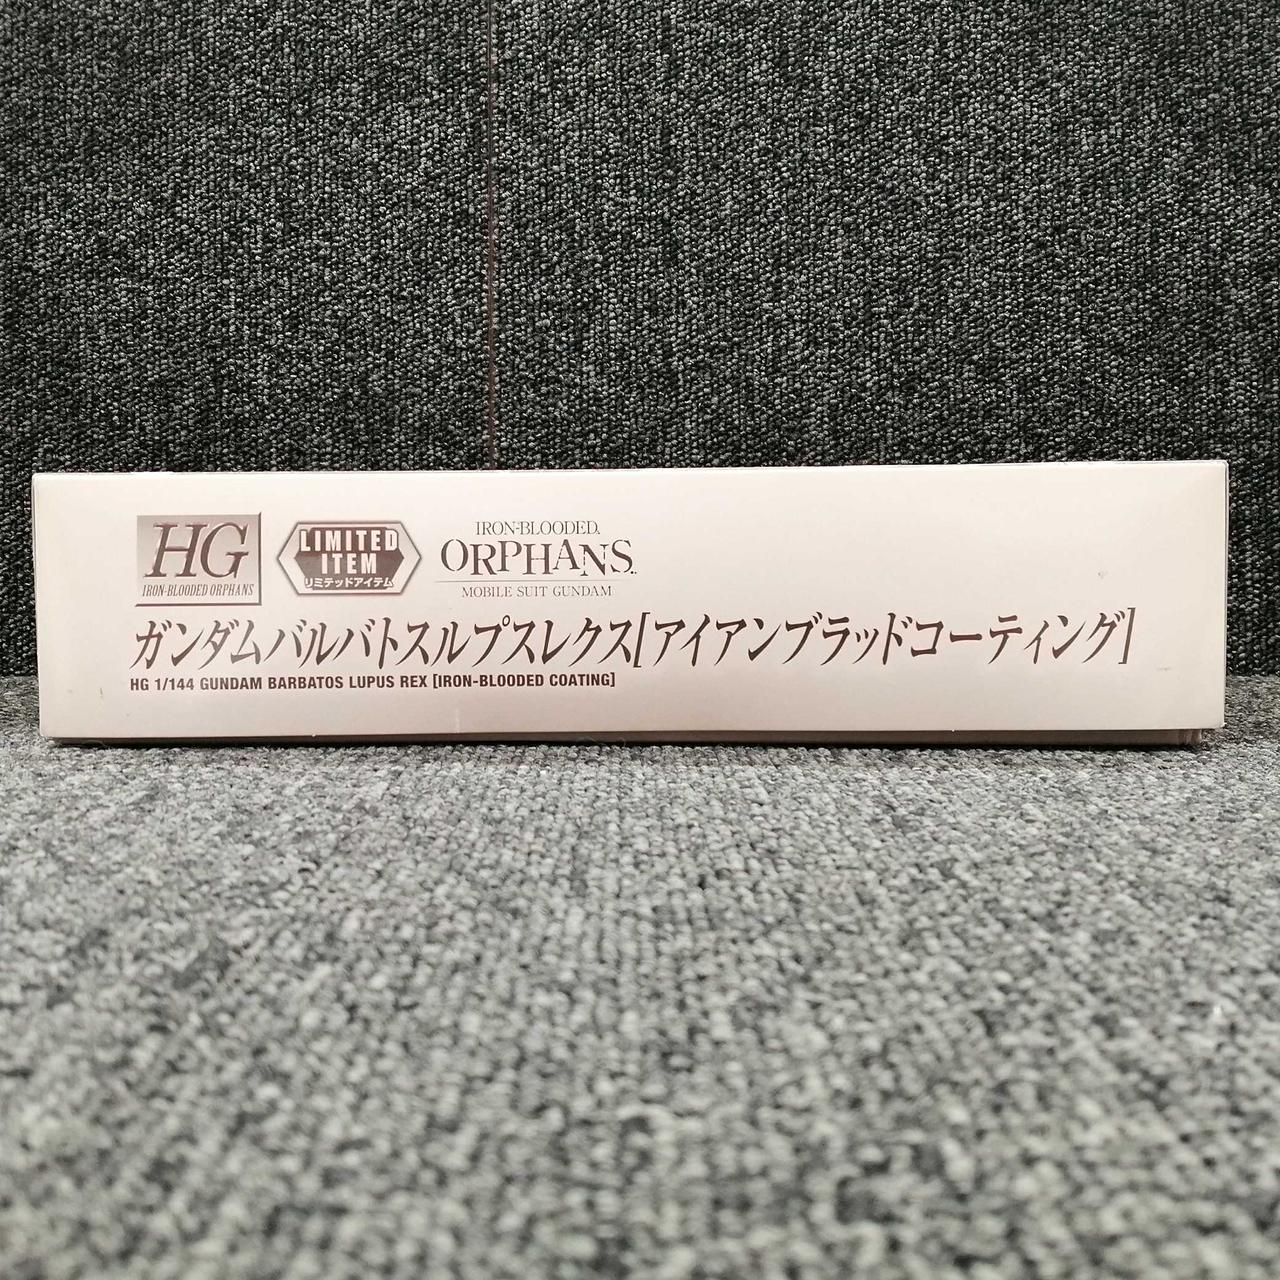 HG
IRON-BLOODED ORPHANS
LIMITED
ITEM
リミテッドアイテム
IRON-BLOODED
ORPHANS
MOBILE SUIT GUNDAM
ガンダムバルバトスルプスレクス[アイアンブラッドコーティング]
HG 1/144 GUNDAM BARBATOS LUPUS REX [IRON-BLOODED COATING]